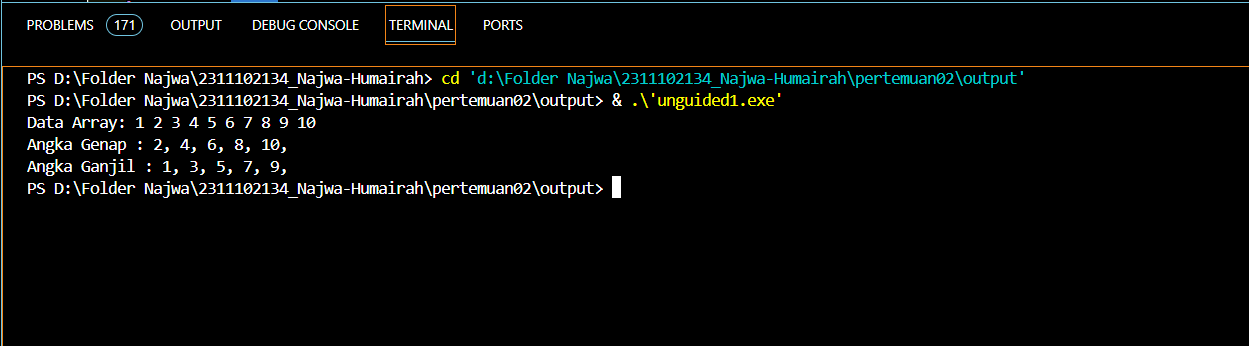 PROBLEMS 171 OUTPUT DEBUG CONSOLE TERMINAL PORTS
PS D:\Folder Najwa\2311102134_Najwa-Humairah> cd 'd:\Folder Najwa\2311102134_Najwa-Humairah\pertemuan02\output'
PS D:\Folder Najwa\2311102134_Najwa-Humairah\pertemuan02\output> & .\'unguided1.exe'
Data Array: 1 2 3 4 5 6 7 8 9 10
Angka Genap : 2, 4, 6, 8, 10,
Angka Ganjil : 1, 3, 5, 7, 9,
PS D:\Folder Najwa\2311102134_Najwa-Humairah\pertemuan02\output>